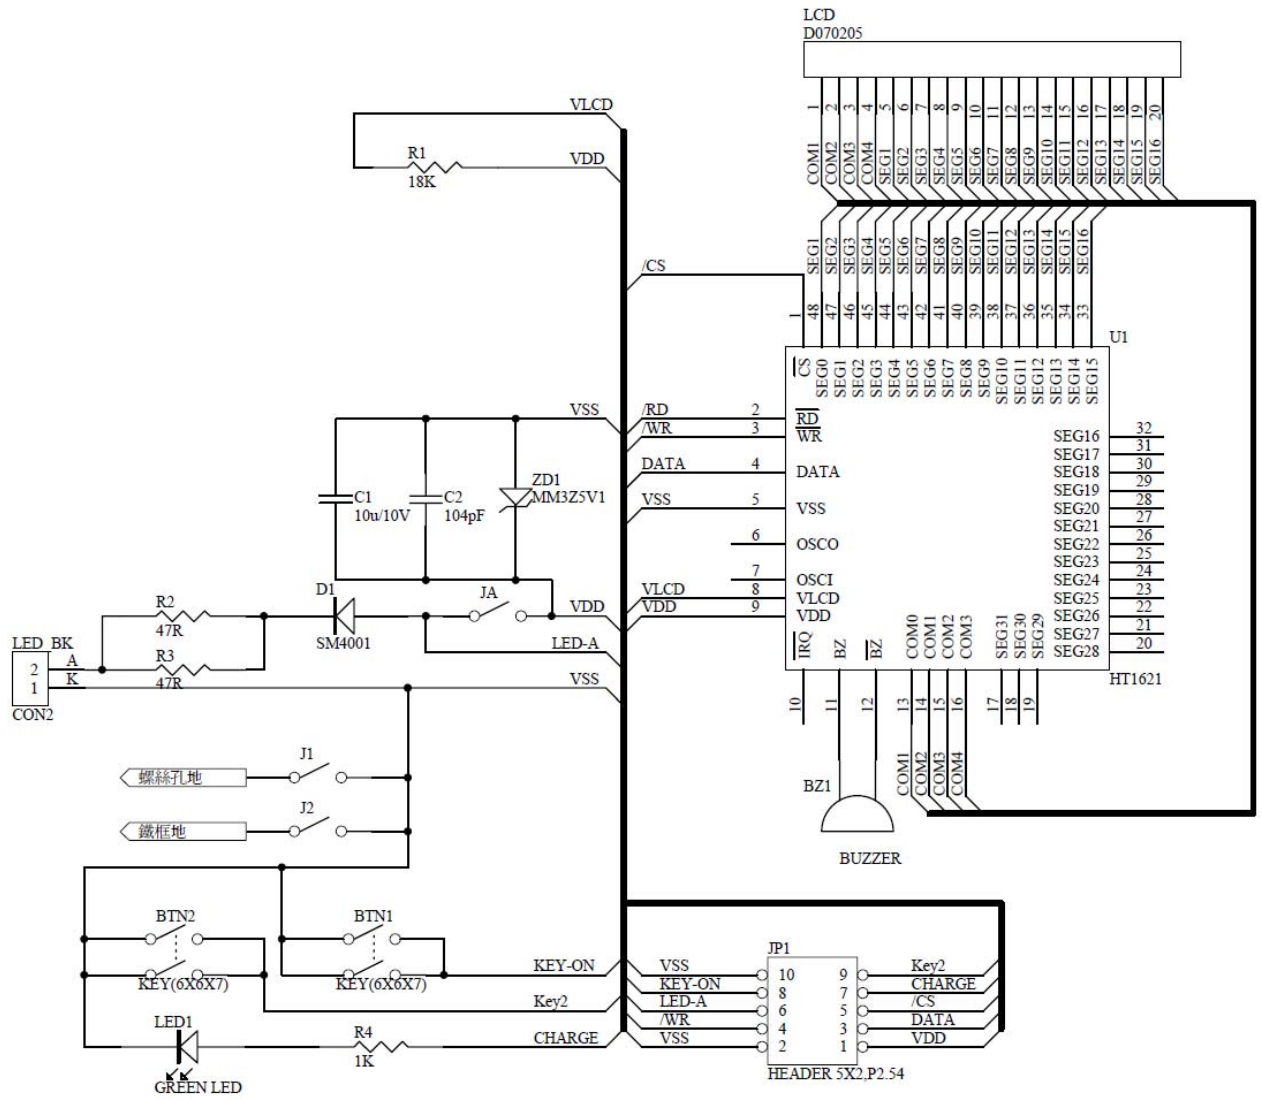 LCD
D070205
1
2
3
4
5
6
7
8
9
10
11
12
13
14
15
16
17
18
19
20
COM1
COM2
COM3
COM4
SEG1
SEG2
SEG3
SEG4
SEG5
SEG6
SEG7
SEG8
SEG9
SEG10
SEG11
SEG12
SEG13
SEG14
SEG15
SEG16
VLCD
R1
18K
VDD
/CS
SEG1
SEG2
SEG3
SEG4
SEG5
SEG6
SEG7
SEG8
SEG9
SEG10
SEG11
SEG12
SEG13
SEG14
SEG15
SEG16
1
48
47
46
45
44
43
42
41
40
39
38
37
36
35
34
33
U1
CS
SEG0
SEG1
SEG2
SEG3
SEG4
SEG5
SEG6
SEG7
SEG8
SEG9
SEG10
SEG11
SEG12
SEG13
SEG14
SEG15
VSS
/RD 2 RD
/WR 3 WR
DATA 4 DATA
VSS 5 VSS
6 OSCO
7 OSCI
VLCD 8 VLCD
VDD 9 VDD
SEG16 32
SEG17 31
SEG18 30
SEG19 29
SEG20 28
SEG21 27
SEG22 26
SEG23 25
SEG24 24
SEG25 23
SEG26 22
SEG27 21
SEG28 20
C1
10u/10V
C2
104pF
ZD1
MM3Z5V1
D1
SM4001
JA
VDD
LED-A
VSS
R2
47R
R3
47R
LED_BK
2 A
1 K
CON2
IRQ
BZ
BZ
COM0
COM1
COM2
COM3
SEG31
SEG30
SEG29
HT1621
10
11
12
13
14
15
16
17
18
19
COM1
COM2
COM3
COM4
BZ1
BUZZER
螺絲孔地
J1
鐵框地
J2
BTN2
KEY(6X6X7)
BTN1
KEY(6X6X7)
KEY-ON
Key2
CHARGE
LED1
GREEN LED
R4
1K
JP1
VSS 10 9 Key2
KEY-ON 8 7 CHARGE
LED-A 6 5 /CS
/WR 4 3 DATA
VSS 2 1 VDD
HEADER 5X2,P2.54